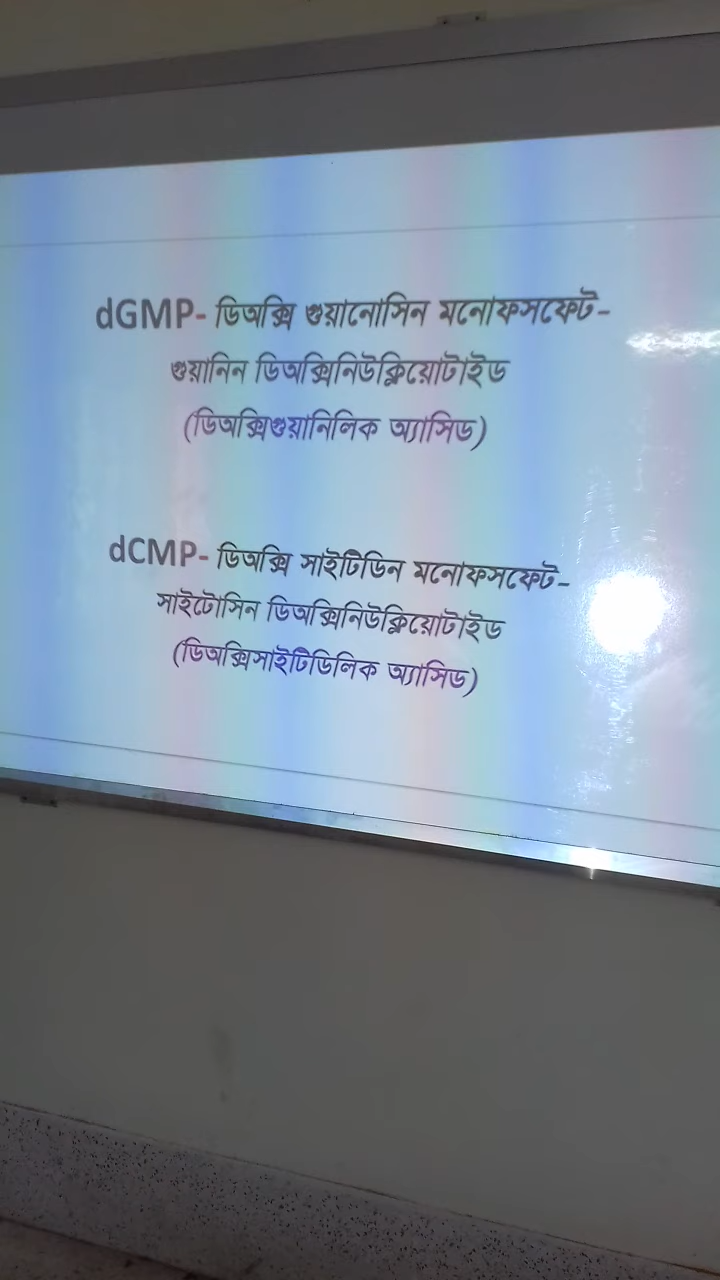 dGMP- ডিঅক্সি গুয়ানোসিন মনোফসফেট-
গুয়ানিন ডিঅক্সিনিউক্লিয়োটাইড
(ডিঅক্সিগুয়ানিলিক অ্যাসিড)
dCMP- ডিঅক্সি সাইটিডিন মনোফসফেট-
সাইটোসিন ডিঅক্সিনিউক্লিয়োটাইড
(ডিঅক্সিসাইটিডিলিক অ্যাসিড)